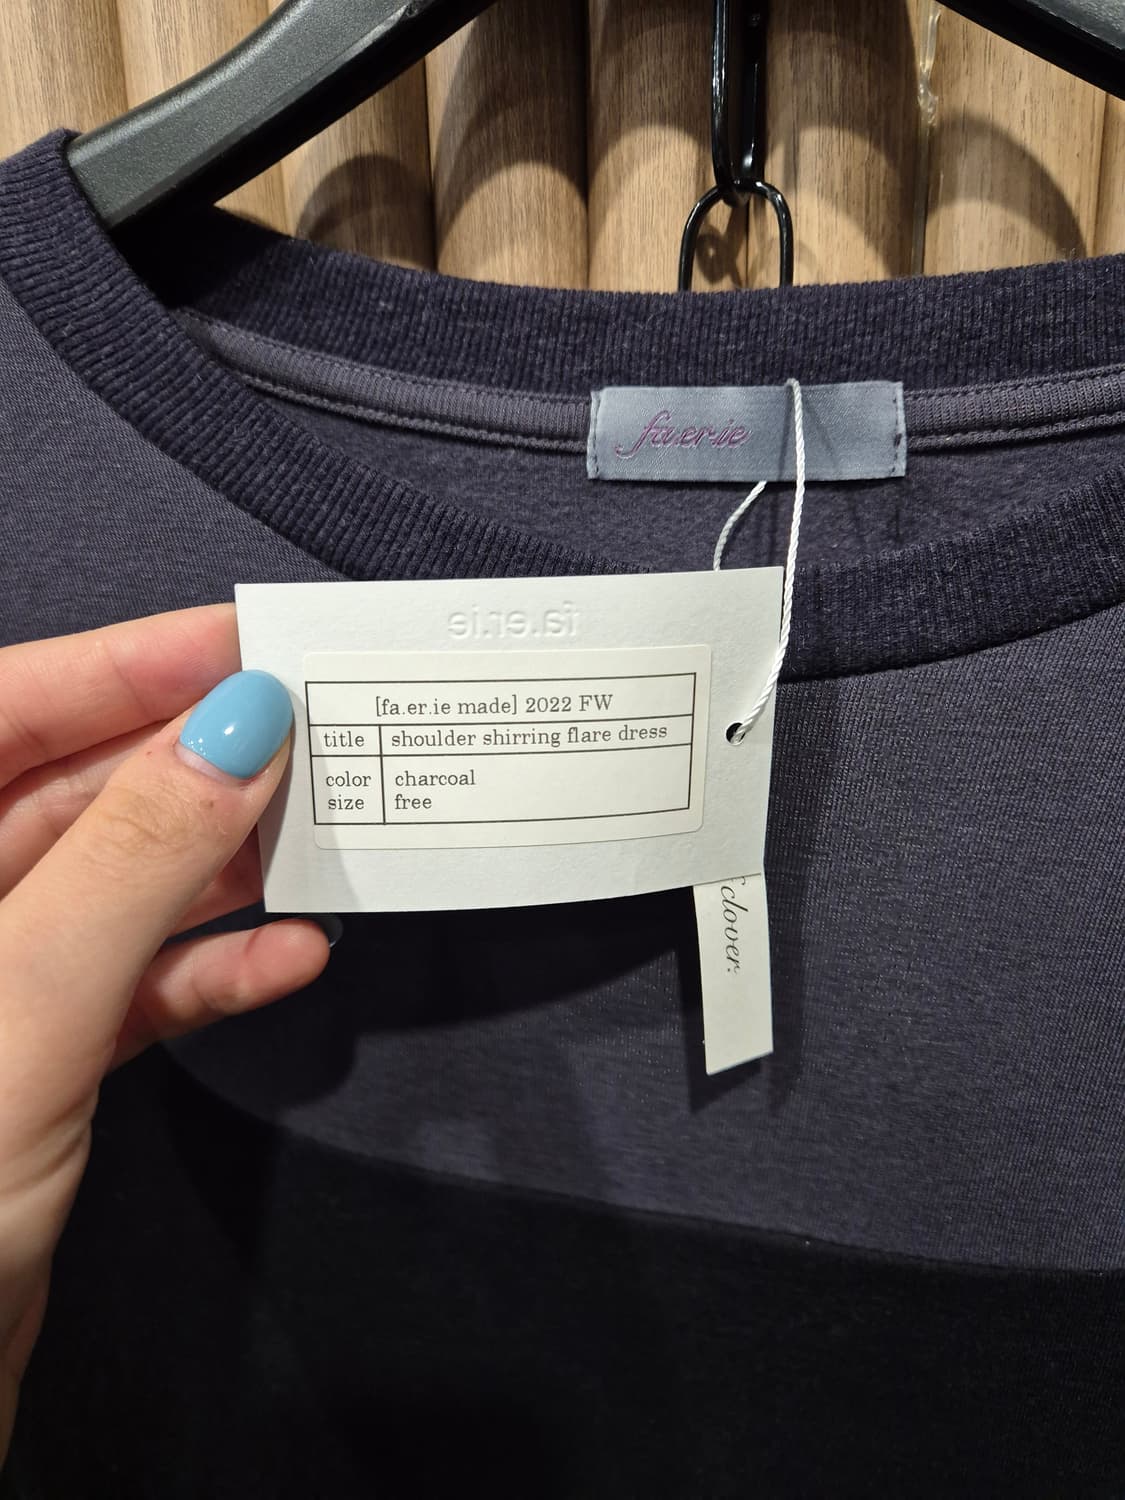 fa.er.ie
fa.er.ie
[fa.er.ie made] 2022 FW
title shoulder shirring flare dress
color charcoal
size free
clover.